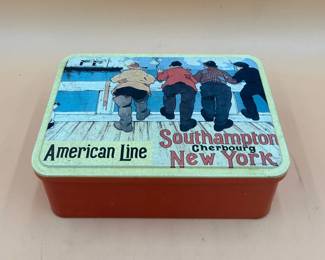 American Line
Southampton
Cherbourg
New York